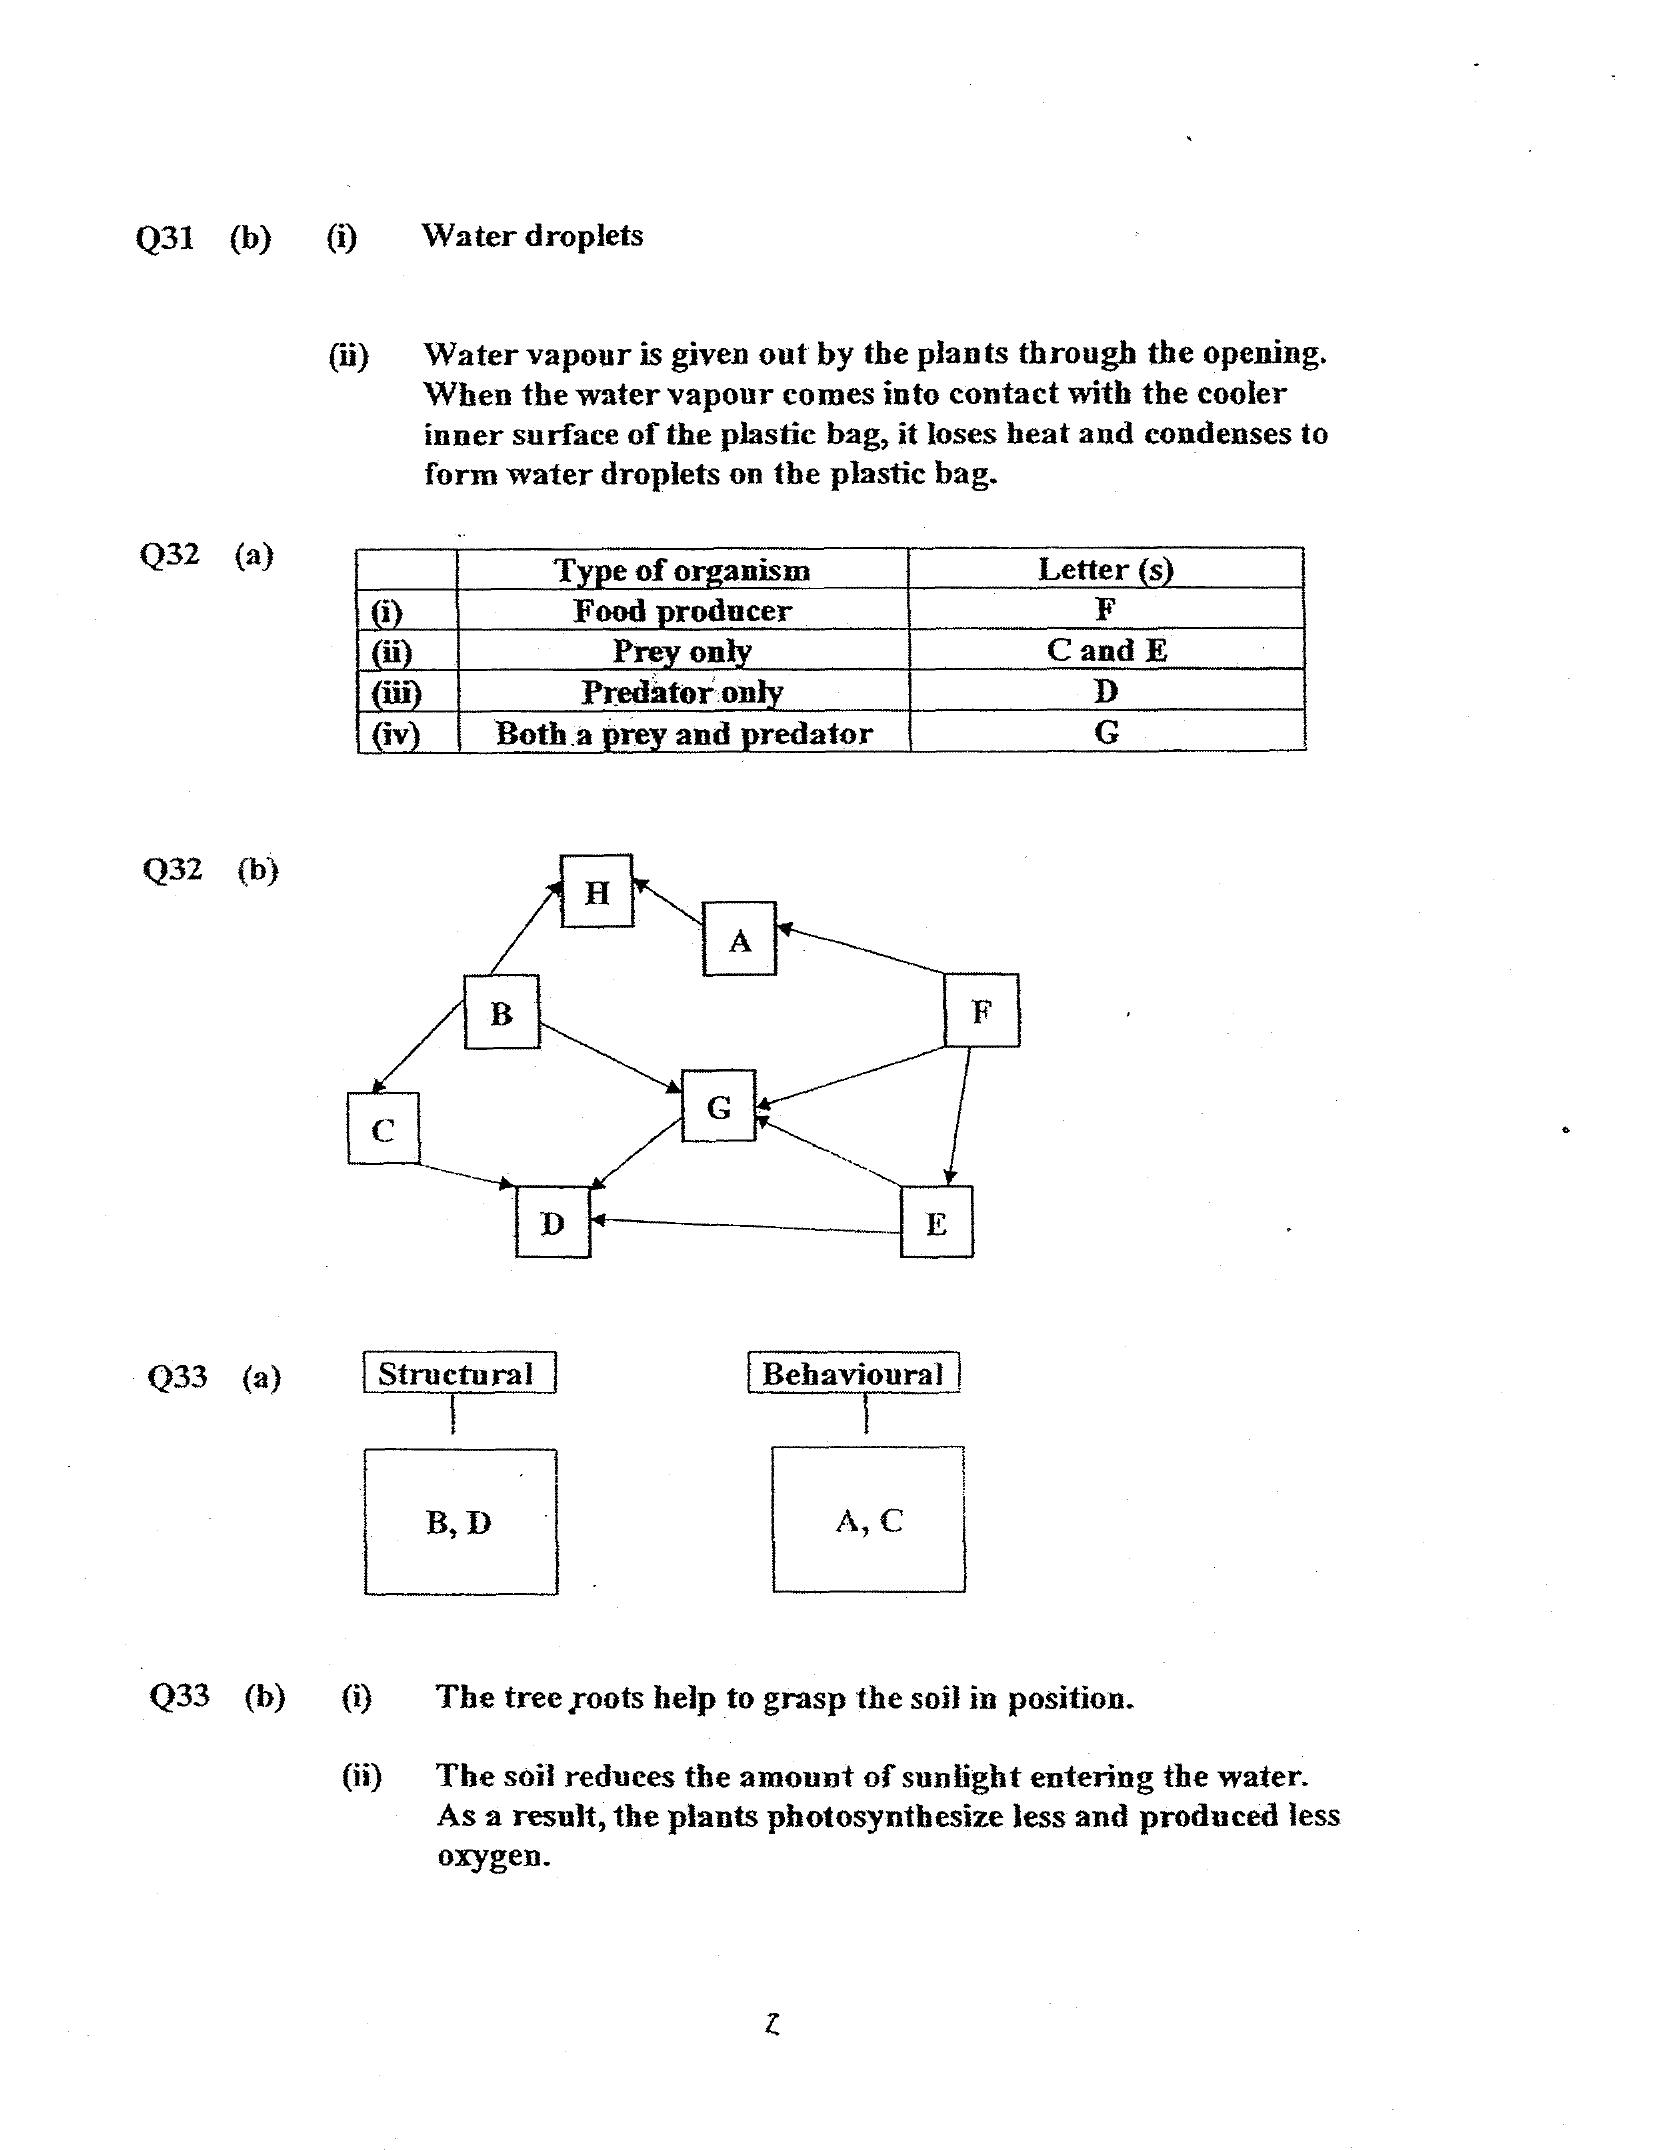 Q31 (b) (i) Water droplets
(ii) Water vapour is given out by the plants through the opening.
When the water vapour comes into contact with the cooler
inner surface of the plastic bag, it loses heat and condenses to
form water droplets on the plastic bag.
Q32 (a)
Type of organism Letter (s)
(i) Food producer F
(ii) Prey only C and E
(iii) Predator only D
(iv) Both a prey and predator G
Q32 (b)
H
A
B
F
G
C
D
E
Q33 (a) Structural Behavioural
B, D A, C
Q33 (b) (i) The tree roots help to grasp the soil in position.
(ii) The soil reduces the amount of sunlight entering the water.
As a result, the plants photosynthesize less and produced less
oxygen.
2